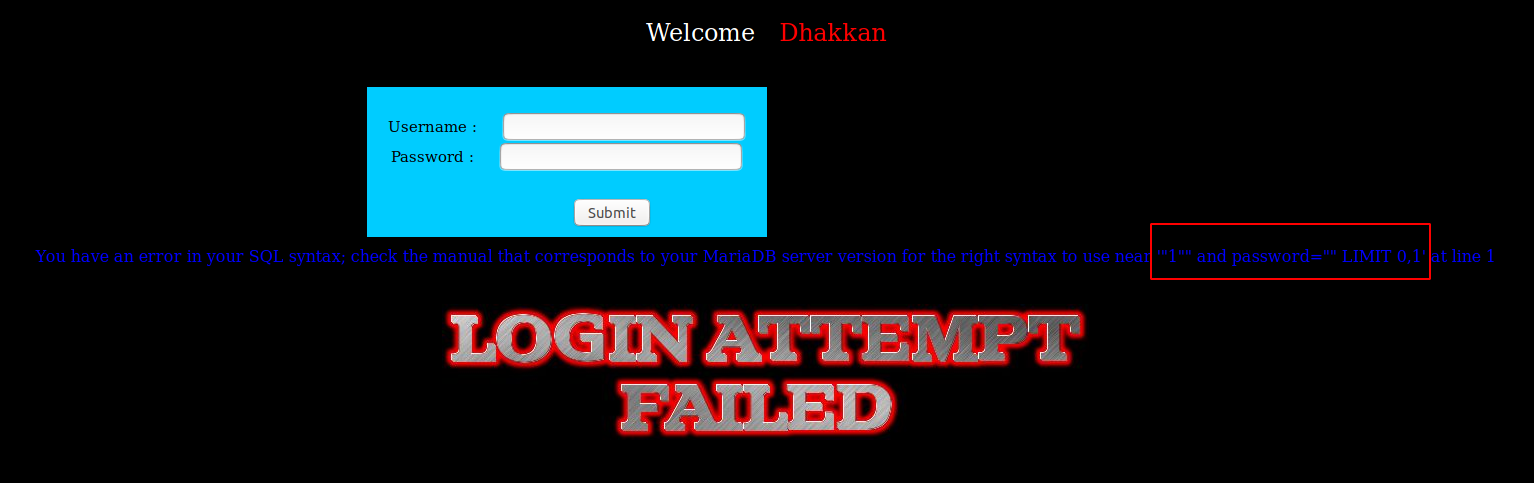 Welcome Dhakkan
Username :
Password :
Submit
You have an error in your SQL syntax; check the manual that corresponds to your MariaDB server version for the right syntax to use near '"1"" and password="" LIMIT 0,1' at line 1
LOGIN ATTEMPT
FAILED